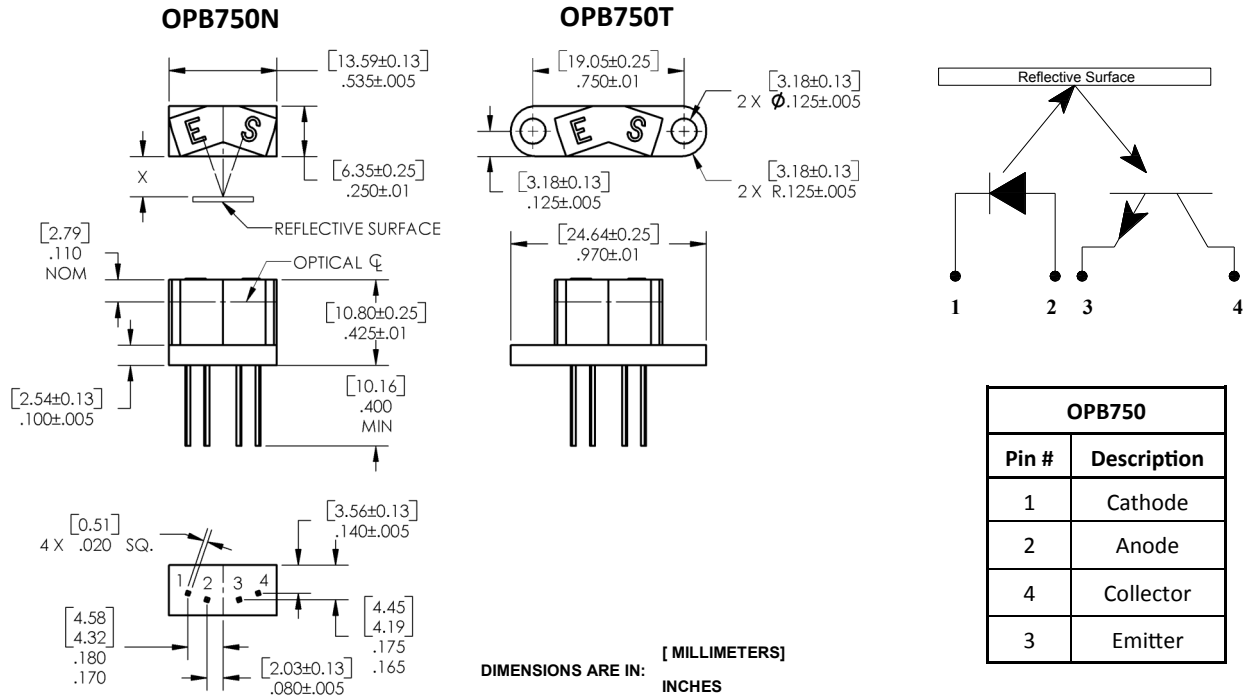 OPB750N
OPB750T
[13.59±0.13]
.535±.005
E S
[6.35±0.25]
.250±.01
X
REFLECTIVE SURFACE
[19.05±0.25]
.750±.01
[3.18±0.13]
2 X Ø.125±.005
E S
[3.18±0.13]
.125±.005
[3.18±0.13]
2 X R.125±.005
Reflective Surface
1 2 3 4
[2.79]
.110
NOM
OPTICAL ℄
[10.80±0.25]
.425±.01
[2.54±0.13]
.100±.005
[10.16]
.400
MIN
[24.64±0.25]
.970±.01
[0.51]
4 X .020 SQ.
[3.56±0.13]
.140±.005
1 2 3 4
[4.58
4.32]
.180
.170
[2.03±0.13]
.080±.005
[4.45
4.19]
.175
.165
DIMENSIONS ARE IN:
[ MILLIMETERS]
INCHES
OPB750
Pin # Description
1 Cathode
2 Anode
4 Collector
3 Emitter